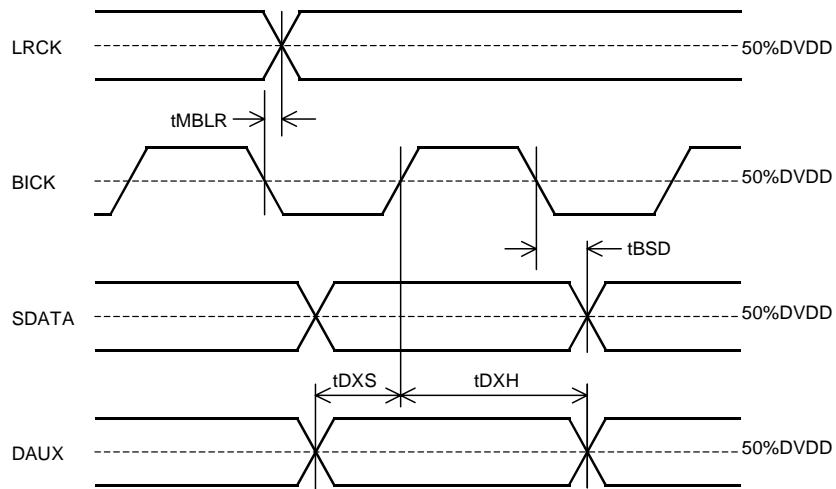 LRCK 50%DVDD
tMBLR
BICK 50%DVDD
tBSD
SDATA 50%DVDD
tDXS tDXH
DAUX 50%DVDD